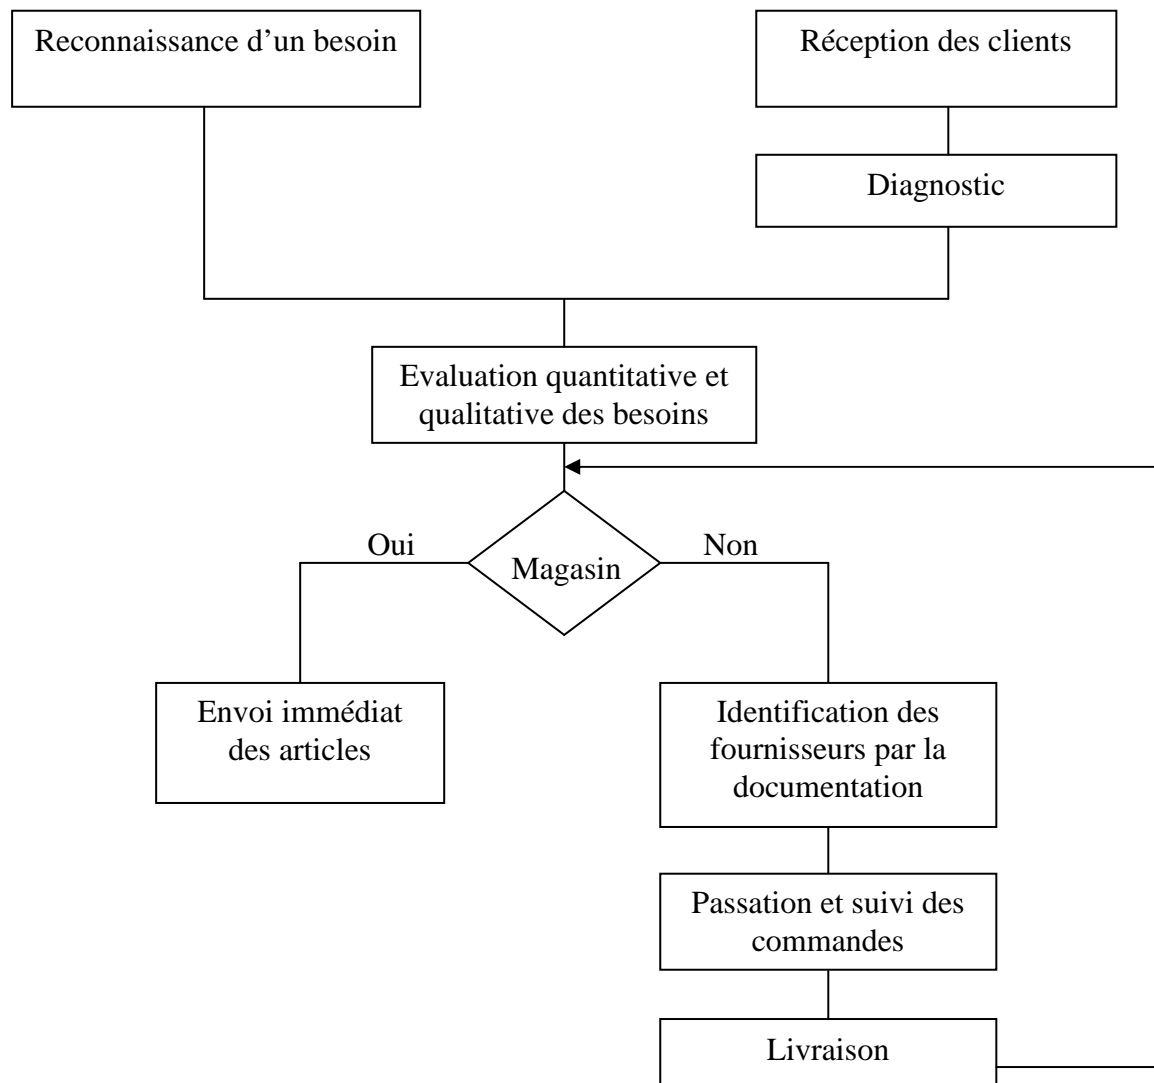 Reconnaissance d’un besoin
Réception des clients
Diagnostic
Evaluation quantitative et
qualitative des besoins
Oui
Non
Magasin
Envoi immédiat
des articles
Identification des
fournisseurs par la
documentation
Passation et suivi des
commandes
Livraison